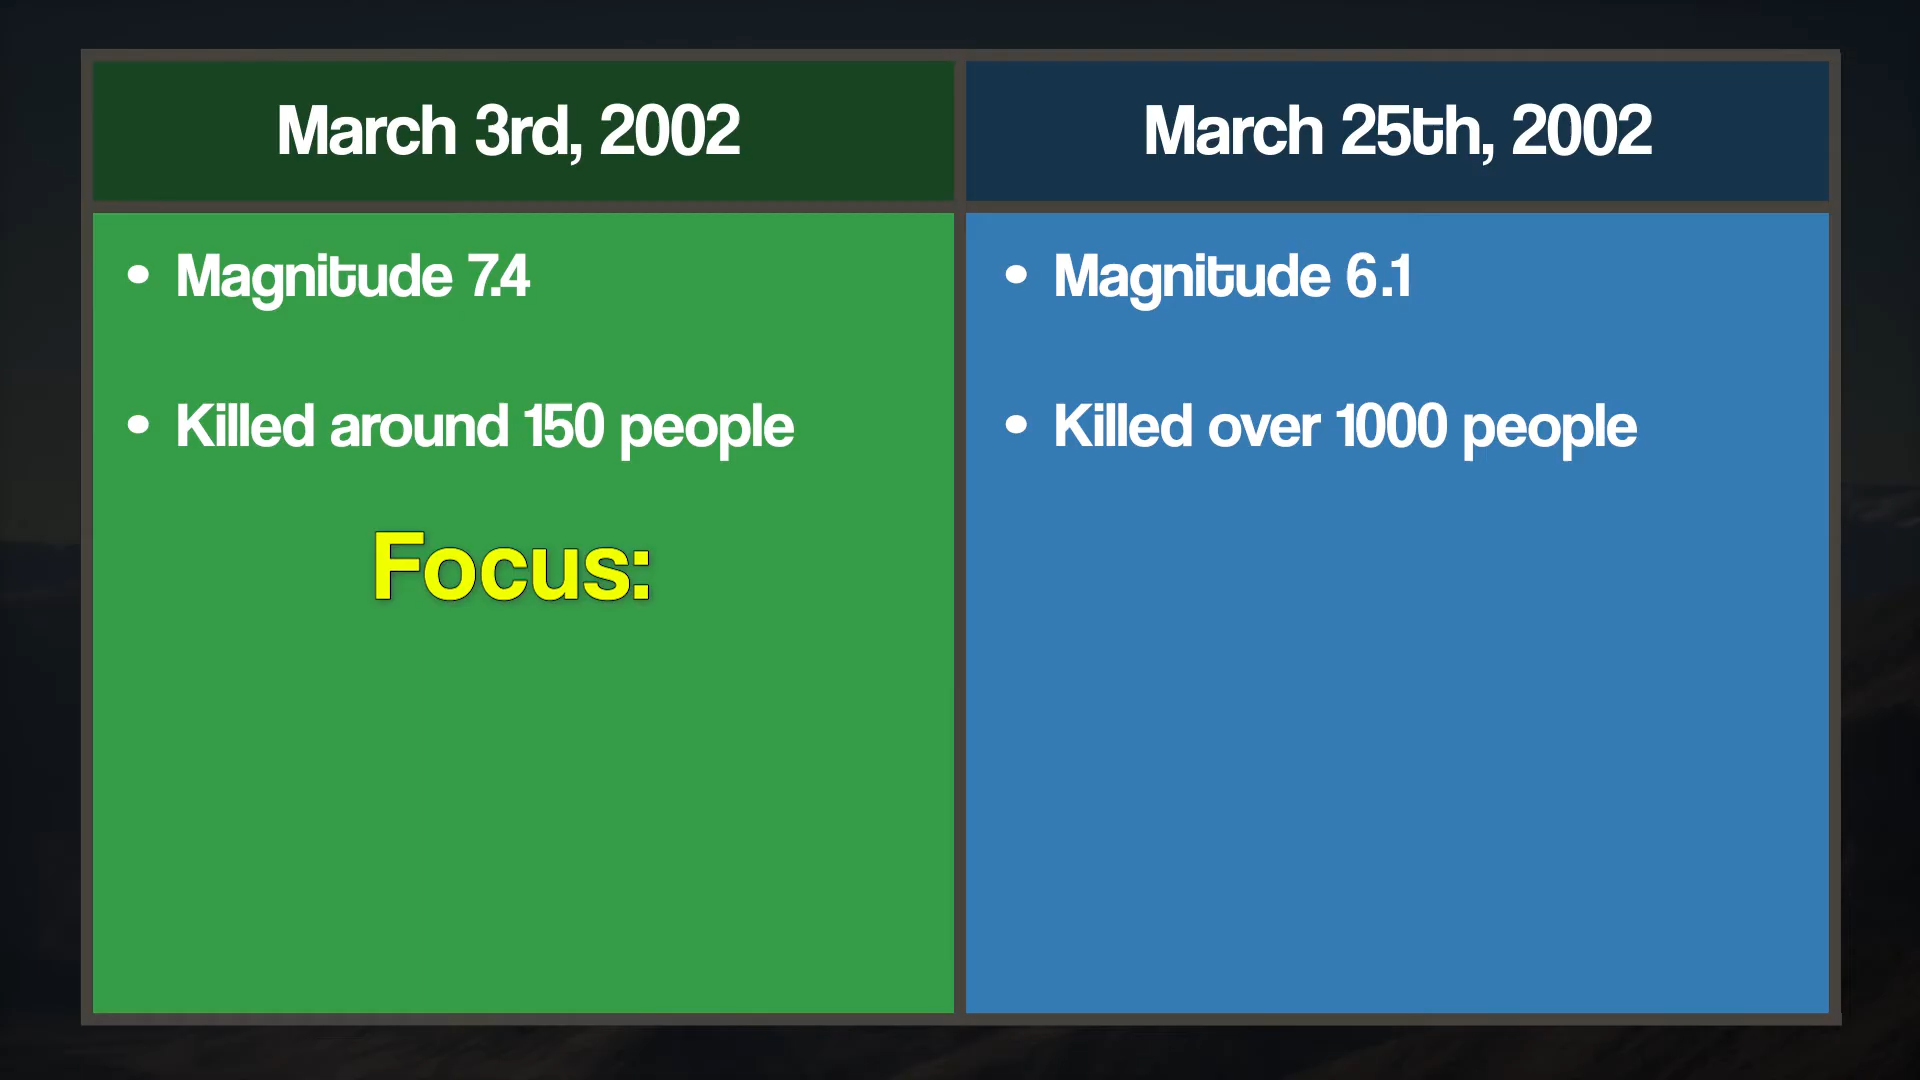 March 3rd, 2002
March 25th, 2002
• Magnitude 7.4
• Magnitude 6.1
• Killed around 150 people
• Killed over 1000 people
Focus: